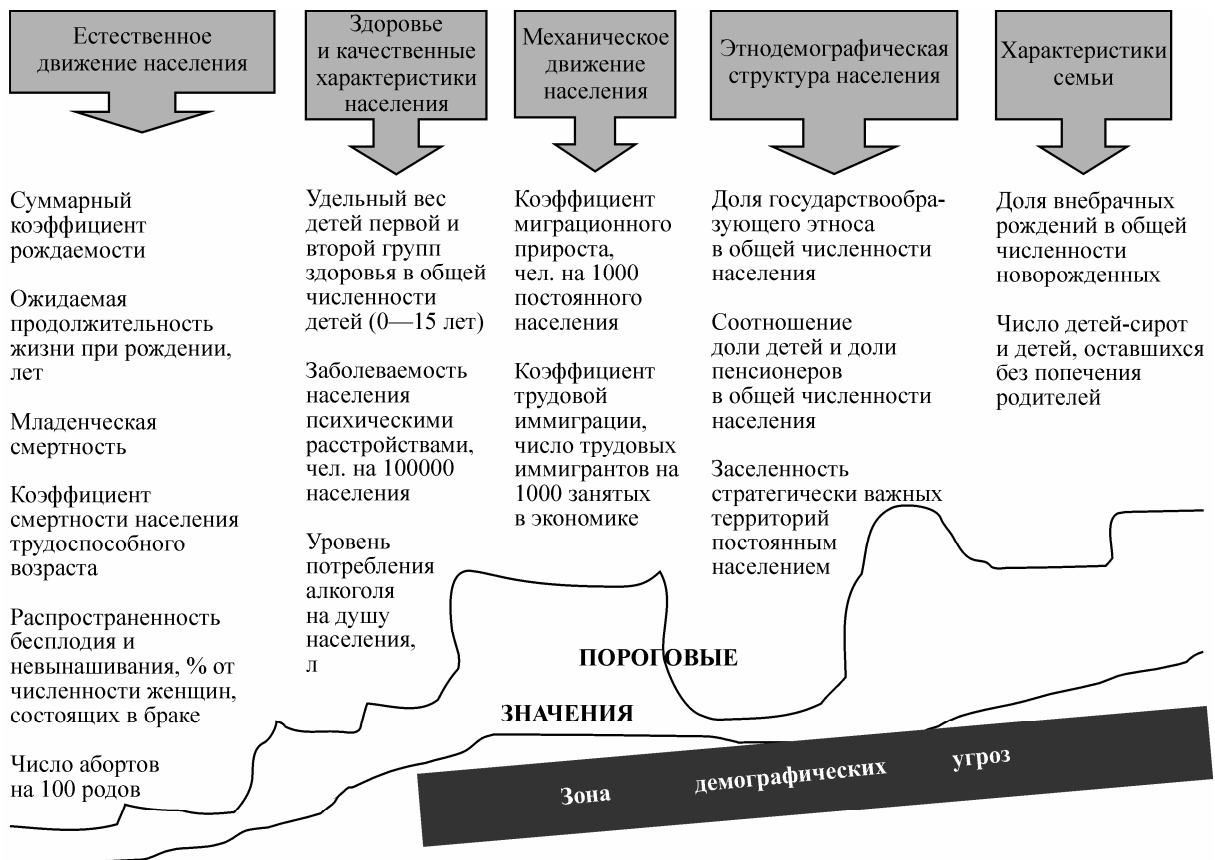 Естественное
движение населения
Здоровье
и качественные
характеристики
населения
Механическое
движение
населения
Этнодемографическая
структура населения
Характеристики
семьи
Суммарный
коэффициент
рождаемости
Ожидаемая
продолжительность
жизни при рождении,
лет
Младенческая
смертность
Коэффициент
смертности населения
трудоспособного
возраста
Распространенность
бесплодия и
невынашивания, % от
численности женщин,
состоящих в браке
Число абортов
на 100 родов
Удельный вес
детей первой и
второй групп
здоровья в общей
численности
детей (0—15 лет)
Заболеваемость
населения
психическими
расстройствами,
чел. на 100000
населения
Уровень
потребления
алкоголя
на душу
населения,
л
Коэффициент
миграционного
прироста,
чел. на 1000
постоянного
населения
Коэффициент
трудовой
иммиграции,
число трудовых
иммигрантов на
1000 занятых
в экономике
Доля государствообра-
зующего этноса
в общей численности
населения
Соотношение
доли детей и доли
пенсионеров
в общей численности
населения
Заселенность
стратегически важных
территорий
постоянным
населением
Доля внебрачных
рождений в общей
численности
новорожденных
Число детей-сирот
и детей, оставшихся
без попечения
родителей
ПОРОГОВЫЕ
ЗНАЧЕНИЯ
Зона демографических угроз